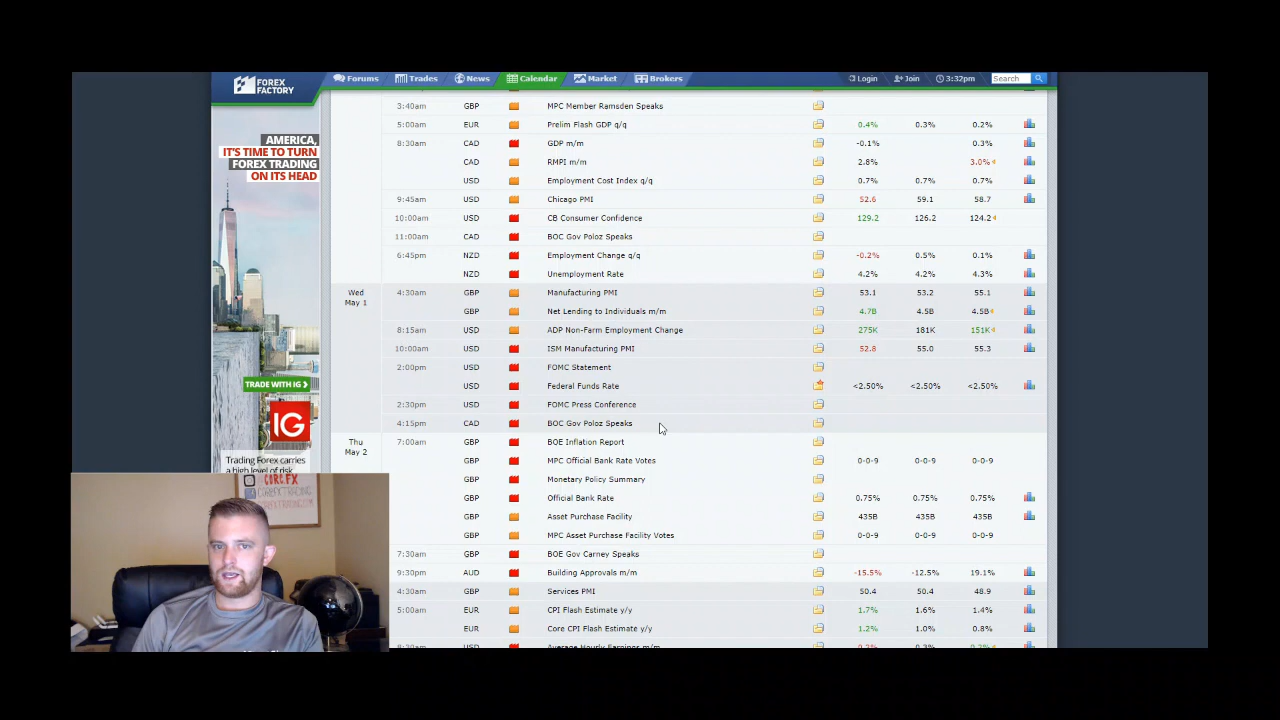 FOREX FACTORY
Forums Trades News Calendar Market Brokers Login Join 3:32pm Search
AMERICA,
IT'S TIME TO TURN
FOREX TRADING
ON ITS HEAD
TRADE WITH IG
IG
Trading Forex carries
a high level of risk
3:40am GBP MPC Member Ramsden Speaks
5:00am EUR Prelim Flash GDP q/q 0.4% 0.3% 0.2%
8:30am CAD GDP m/m -0.1% 0.3%
CAD RMPI m/m 2.8% 3.0%
USD Employment Cost Index q/q 0.7% 0.7% 0.7%
9:45am USD Chicago PMI 52.6 59.1 58.7
10:00am USD CB Consumer Confidence 129.2 126.2 124.2
11:00am CAD BOC Gov Poloz Speaks
6:45pm NZD Employment Change q/q -0.2% 0.5% 0.1%
NZD Unemployment Rate 4.2% 4.2% 4.3%
Wed May 1 4:30am GBP Manufacturing PMI 53.1 53.2 55.1
GBP Net Lending to Individuals m/m 4.7B 4.5B 4.5B
8:15am USD ADP Non-Farm Employment Change 275K 181K 151K
10:00am USD ISM Manufacturing PMI 52.8 55.0 55.3
2:00pm USD FOMC Statement
USD Federal Funds Rate <2.50% <2.50% <2.50%
2:30pm USD FOMC Press Conference
4:15pm CAD BOC Gov Poloz Speaks
Thu May 2 7:00am GBP BOE Inflation Report
GBP MPC Official Bank Rate Votes 0-0-9 0-0-9 0-0-9
GBP Monetary Policy Summary
GBP Official Bank Rate 0.75% 0.75% 0.75%
GBP Asset Purchase Facility 435B 435B 435B
GBP MPC Asset Purchase Facility Votes 0-0-9 0-0-9 0-0-9
7:30am GBP BOE Gov Carney Speaks
9:30pm AUD Building Approvals m/m -15.5% -12.5% 19.1%
4:30am GBP Services PMI 50.4 50.4 48.9
5:00am EUR CPI Flash Estimate y/y 1.7% 1.6% 1.4%
EUR Core CPI Flash Estimate y/y 1.2% 1.0% 0.8%
8:30am USD Average Hourly Earnings m/m 0.2% 0.3% 0.2%
CORE.FX